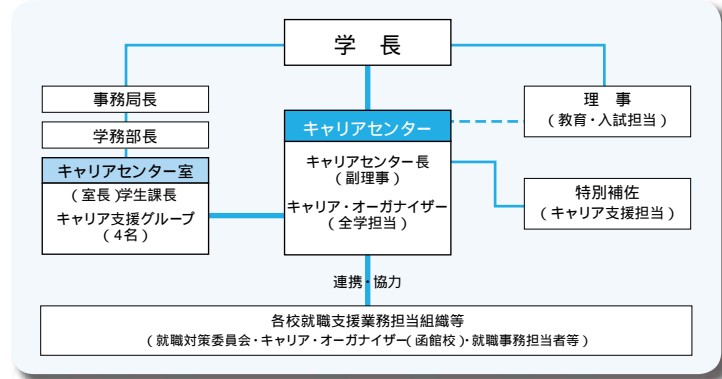 学　長
事務局長
学務部長
キャリアセンター室
(室長)学生課長
キャリア支援グループ
(4名)
キャリアセンター
キャリアセンター長
(副理事)
キャリア・オーガナイザー
(全学担当)
理　事
(教育・入試担当)
特別補佐
(キャリア支援担当)
連携・協力
各校就職支援業務担当組織等
(就職対策委員会・キャリア・オーガナイザー(函館校)・就職事務担当者等)